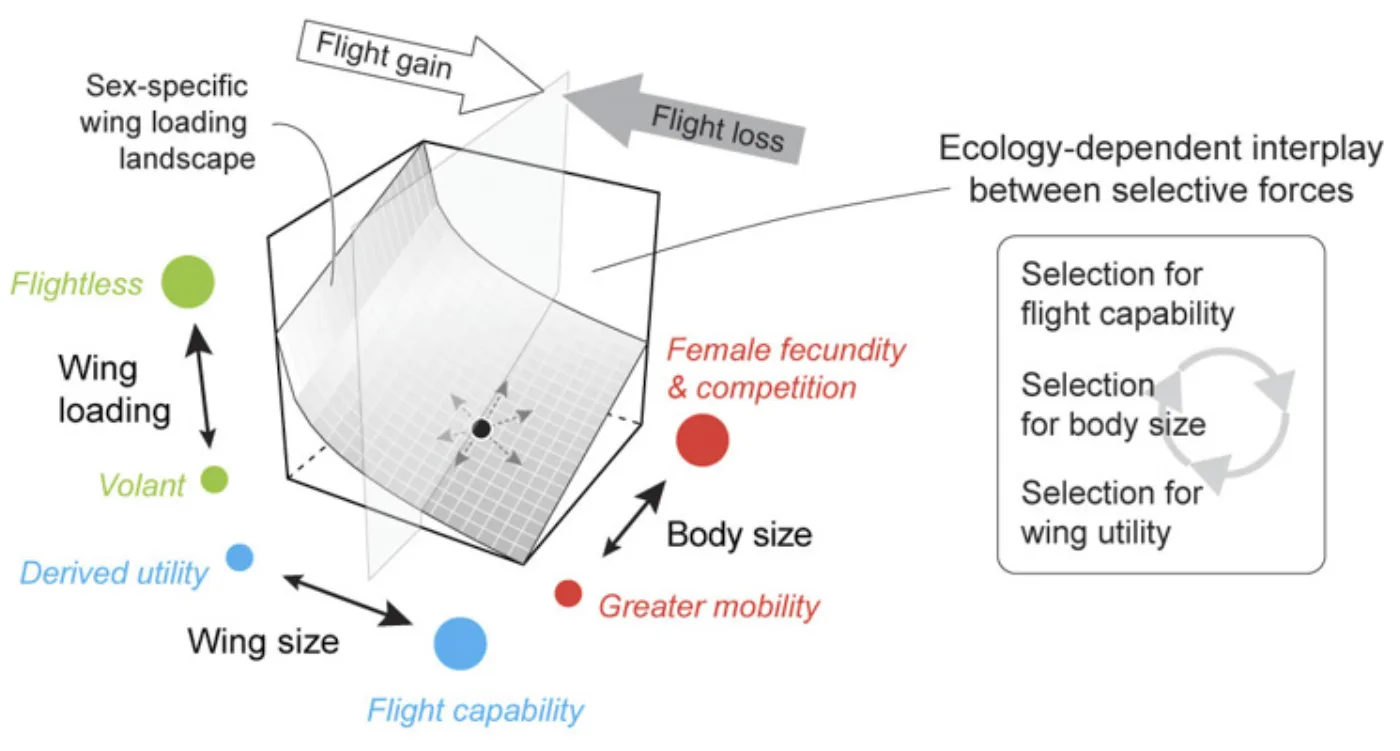 Flight gain
Flight loss
Sex-specific
wing loading
landscape
Ecology-dependent interplay
between selective forces
Flightless
Wing
loading
Volant
Derived utility
Wing size
Flight capability
Female fecundity
& competition
Body size
Greater mobility
Selection for
flight capability
Selection
for body size
Selection for
wing utility